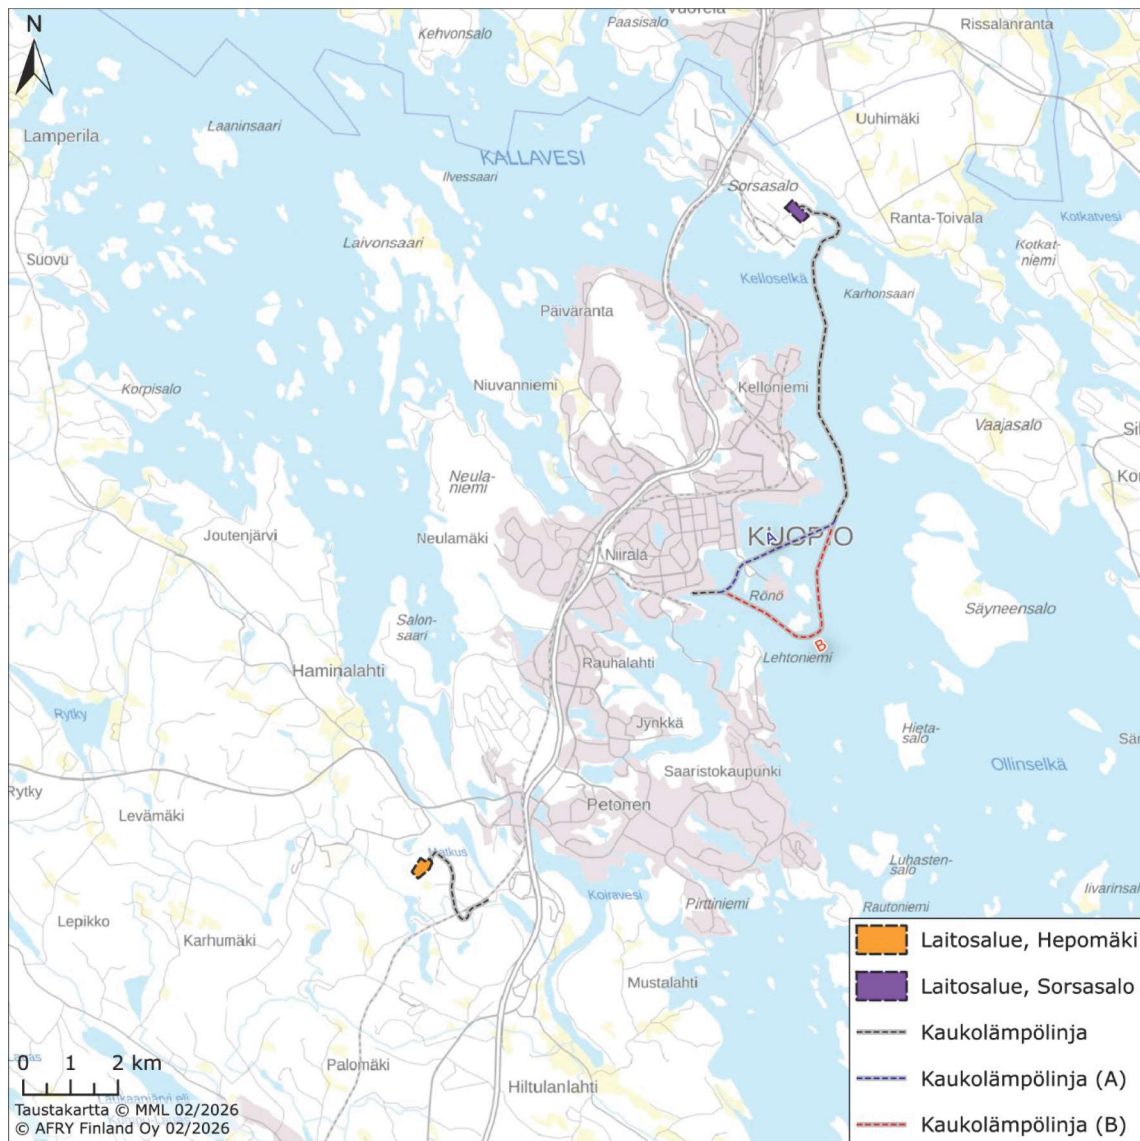 Vuorela
Paasisalo
Rissalanranta
N
Kehvonsalo
Uuhimäki
Laaninsaari
Lamperila
KALLAVESI
Ilvessaari
Sorsasalo
Ranta-Toivala
Kotkatvesi
Laivonsaari
Kotkat-
niemi
Suovu
Kelloselkä
Karhonsaari
Päiväranta
Korpisalo
Niuvanniemi
Kelloniemi
Vaajasalo
Neula-
niemi
Joutenjärvi
Neulamäki
KUOPIO
A
Niirala
Rönö
Säyneensalo
Salon-
saari
B
Lehtoniemi
Rauhalahti
Haminalahti
Rytky
Jynkkä
Hieta-
salo
Ollinselkä
Saaristokaupunki
Rytky
Petonen
Levämäki
Matkus
Luhasten-
salo
Koiravesi
Pirttiniemi
Rautoniemi
Lepikko
Karhumäki
Mustalahti
Palomäki
Hiltulanlahti
Laitosalue, Hepomäki
Laitosalue, Sorsasalo
Kaukolämpölinja
Kaukolämpölinja (A)
Kaukolämpölinja (B)
0 1 2 km
Taustakartta © MML 02/2026
© AFRY Finland Oy 02/2026